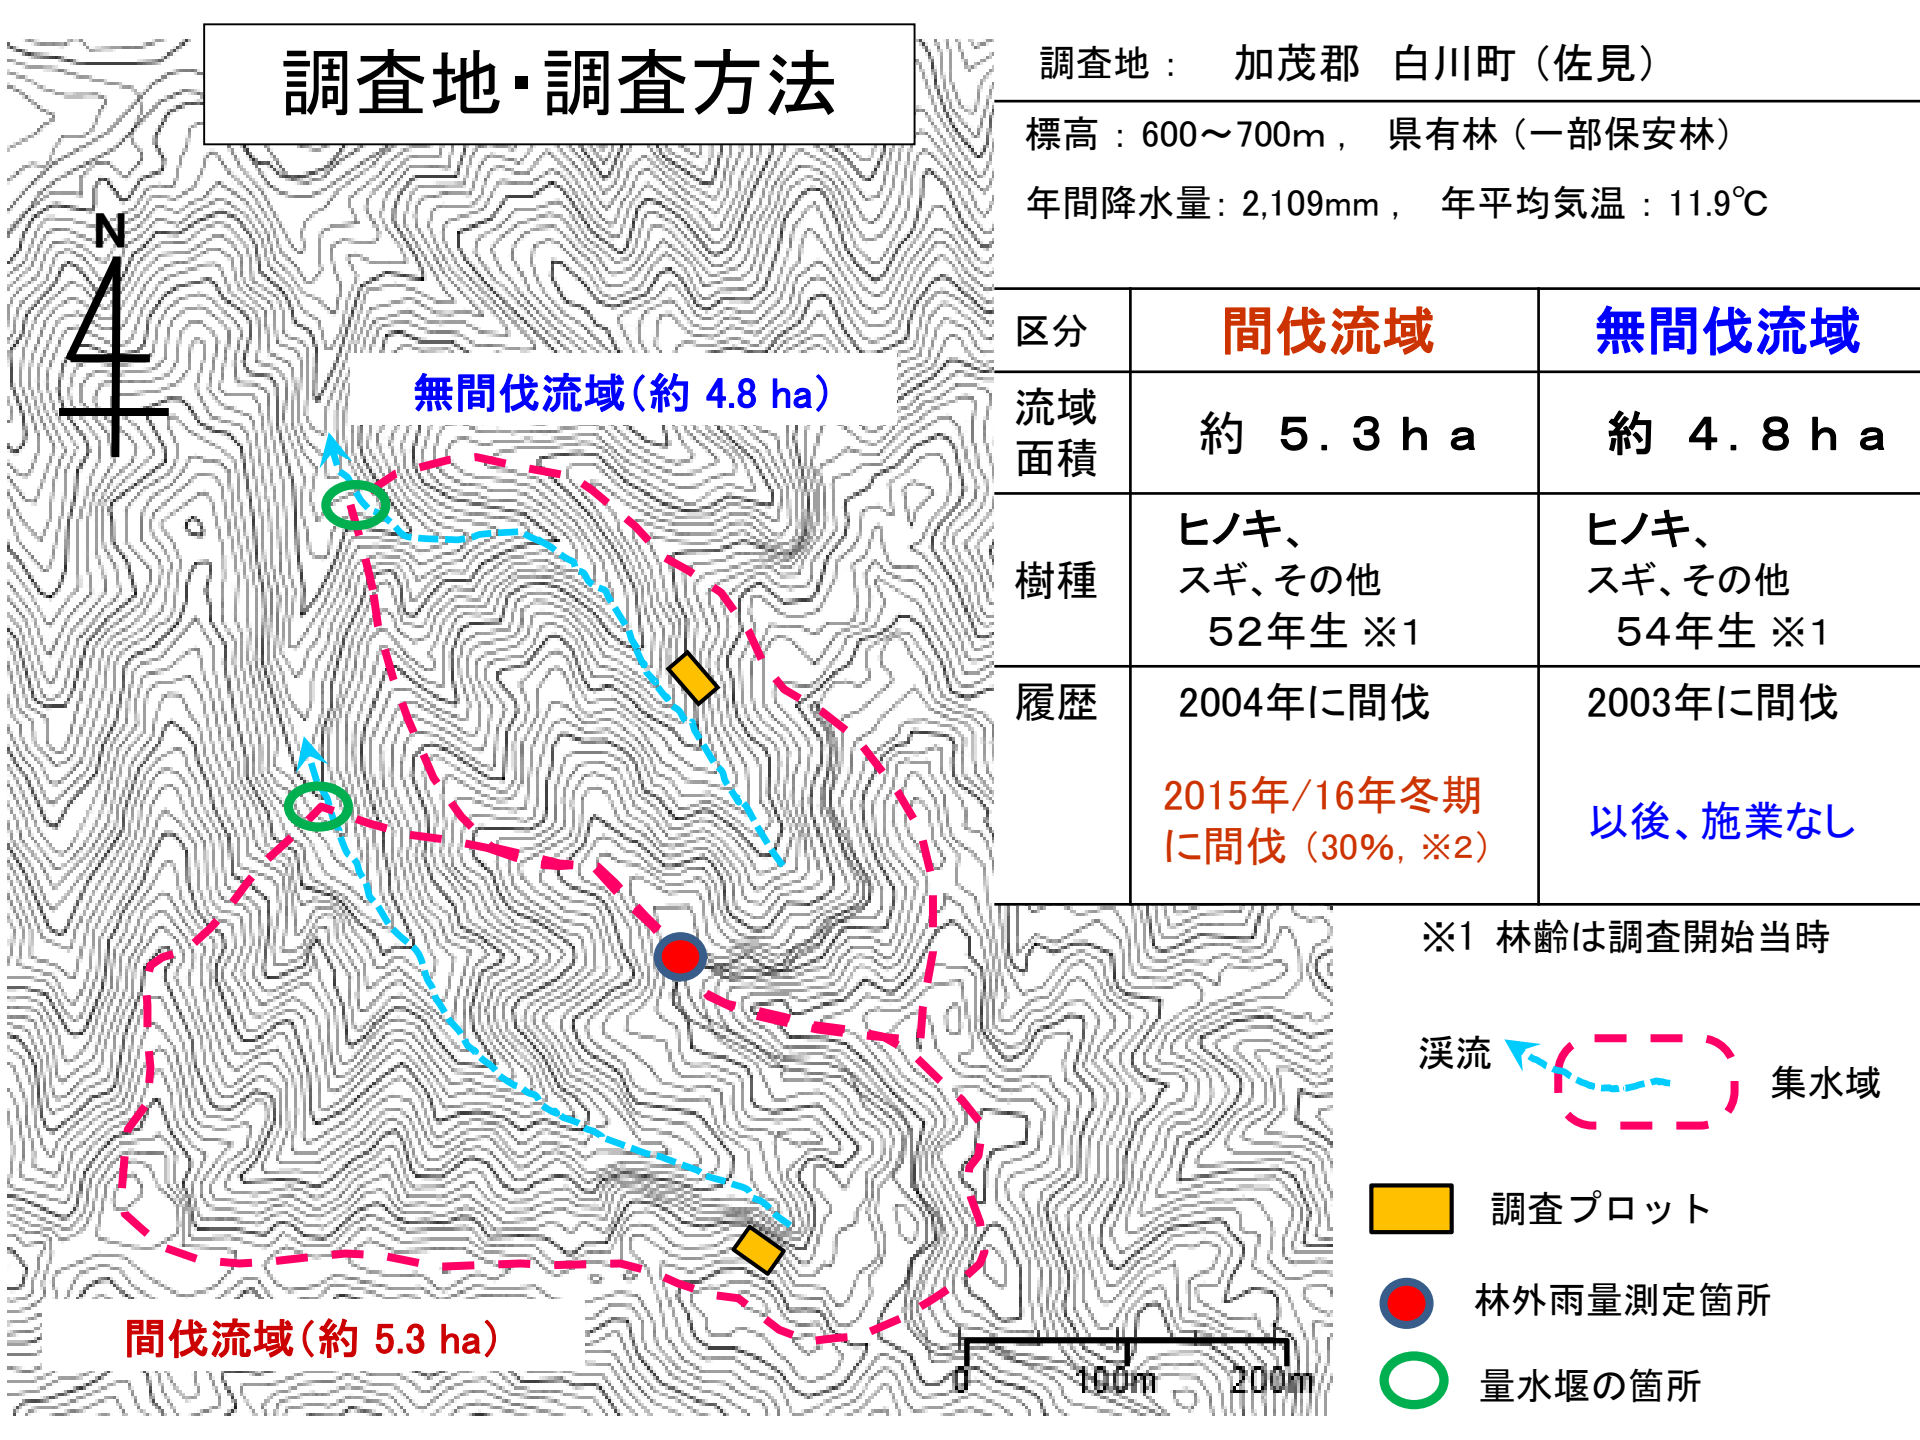 調査地・調査方法
調査地： 加茂郡 白川町（佐見）
標高：600～700m， 県有林（一部保安林）
年間降水量：2,109mm， 年平均気温：11.9℃
N
無間伐流域（約 4.8 ha）
区分 間伐流域 無間伐流域
流域面積 約 5.3ha 約 4.8ha
樹種
ヒノキ、
スギ、その他
52年生 ※1
ヒノキ、
スギ、その他
54年生 ※1
履歴
2004年に間伐
2015年/16年冬期
に間伐（30%，※2）
2003年に間伐
以後、施業なし
※1 林齢は調査開始当時
渓流
集水域
調査プロット
林外雨量測定箇所
量水堰の箇所
間伐流域（約 5.3 ha）
0 100m 200m